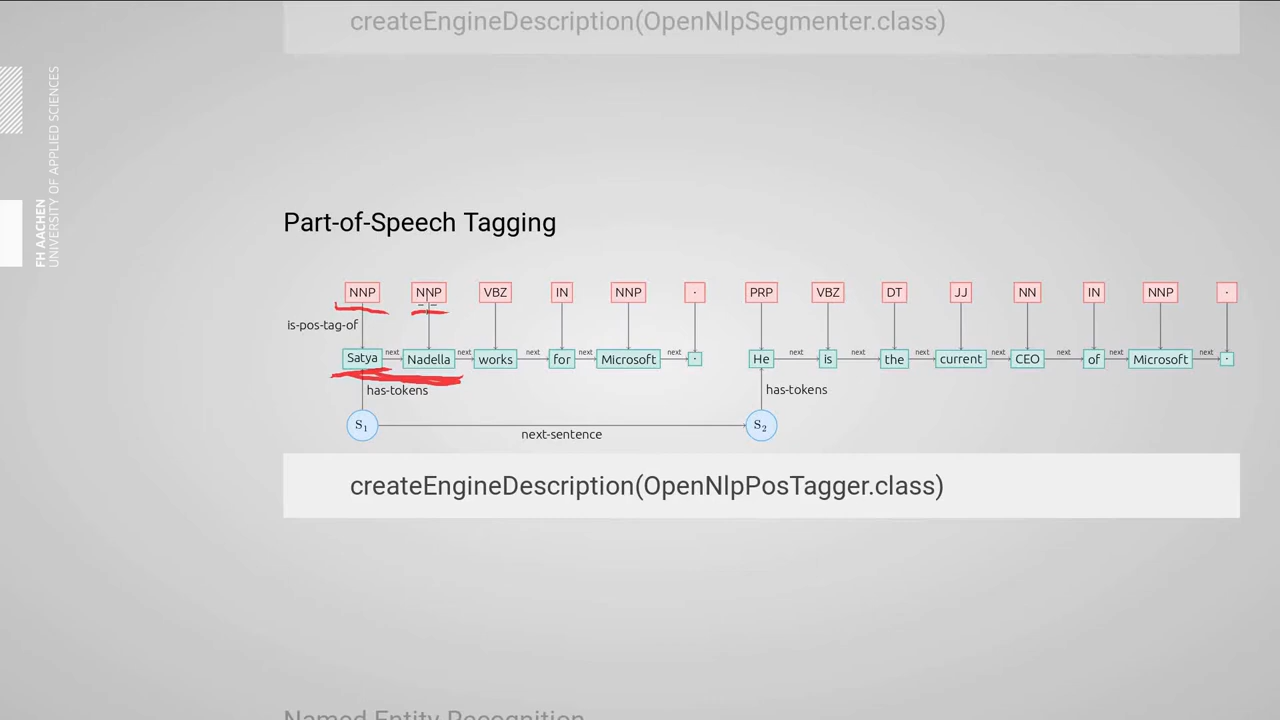 createEngineDescription(OpenNlpSegmenter.class)
FH AACHEN
UNIVERSITY OF APPLIED SCIENCES
Part-of-Speech Tagging
NNP NNP VBZ IN NNP . PRP VBZ DT JJ NN IN NNP .
is-pos-tag-of
Satya next Nadella next works next for next Microsoft next . He next is next the next current next CEO next of next Microsoft next .
has-tokens has-tokens
S1 S2
next-sentence
createEngineDescription(OpenNlpPosTagger.class)
Named Entity Recognition